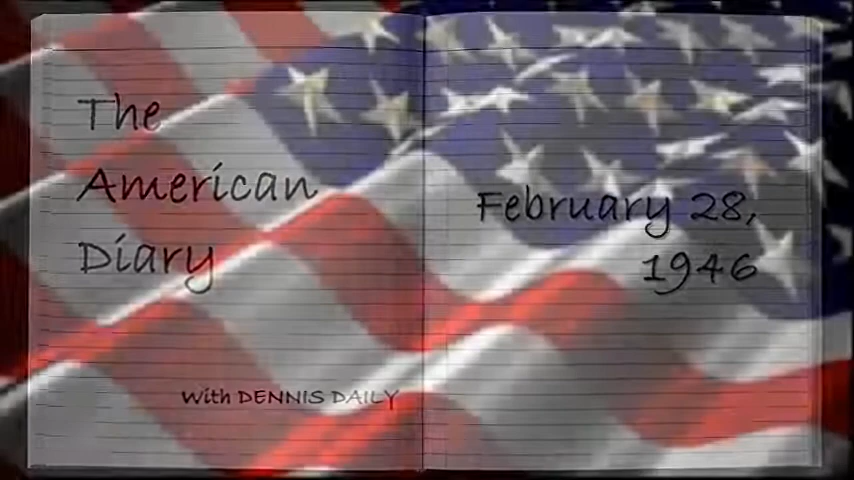 The
American
Diary
With DENNIS DAILY
February 28,
1946